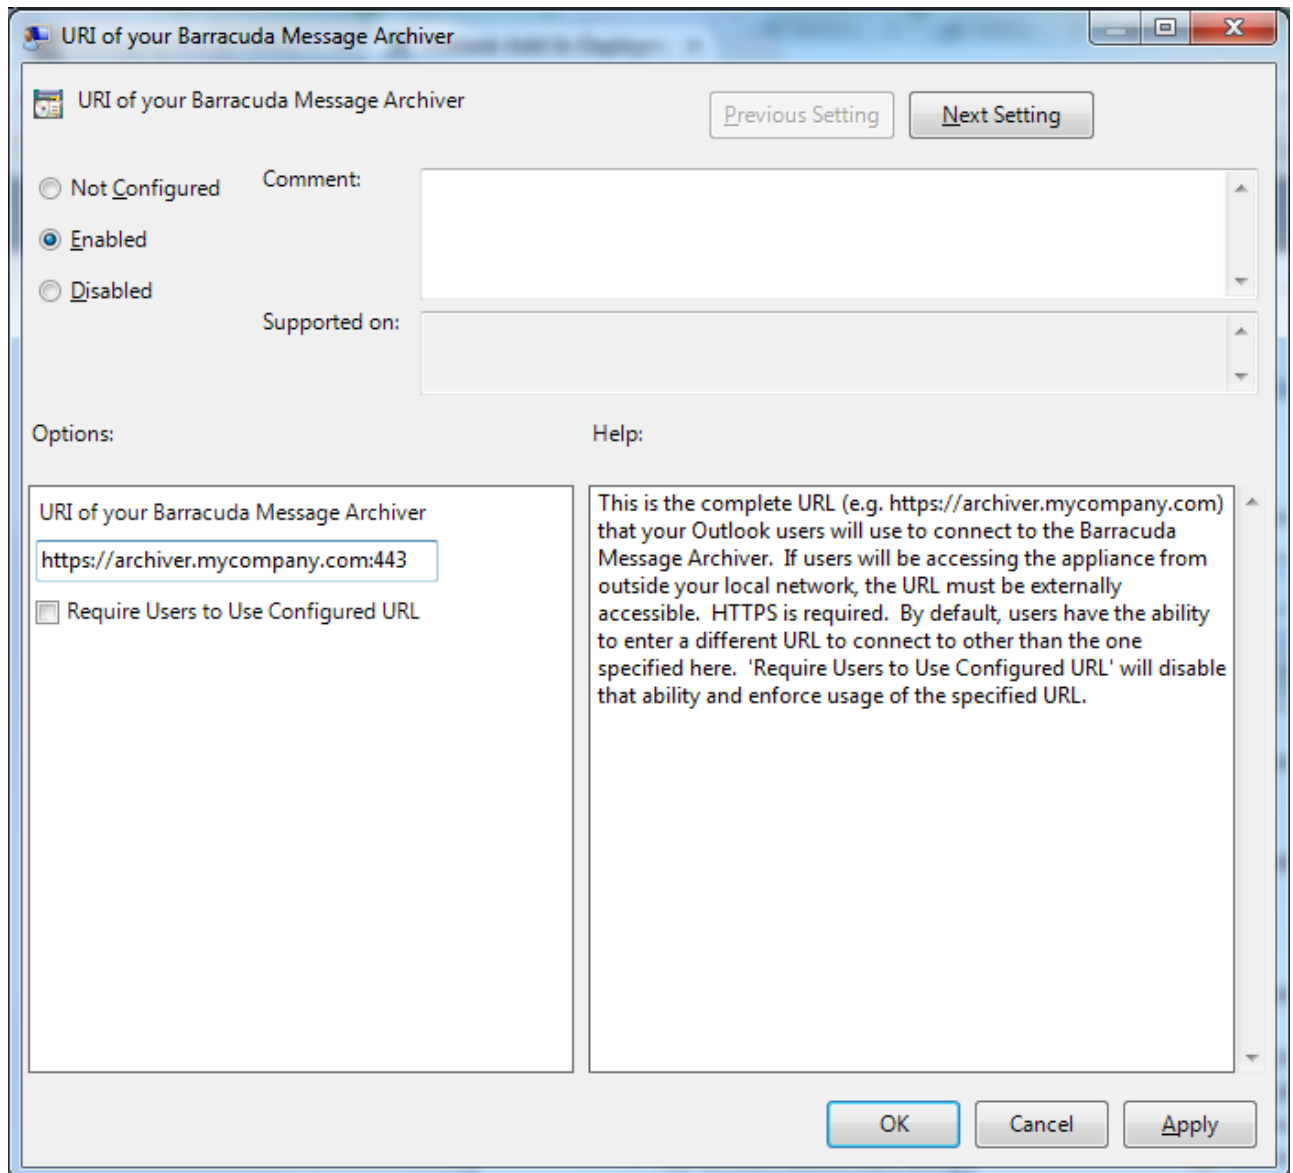 URI of your Barracuda Message Archiver
URI of your Barracuda Message Archiver
Previous Setting
Next Setting
Not Configured
Comment:
Enabled
Disabled
Supported on:
Options:
Help:
URI of your Barracuda Message Archiver
https://archiver.mycompany.com:443
Require Users to Use Configured URL
This is the complete URL (e.g. https://archiver.mycompany.com)
that your Outlook users will use to connect to the Barracuda
Message Archiver.  If users will be accessing the appliance from
outside your local network, the URL must be externally
accessible.  HTTPS is required.  By default, users have the ability
to enter a different URL to connect to other than the one
specified here.  'Require Users to Use Configured URL' will disable
that ability and enforce usage of the specified URL.
OK
Cancel
Apply